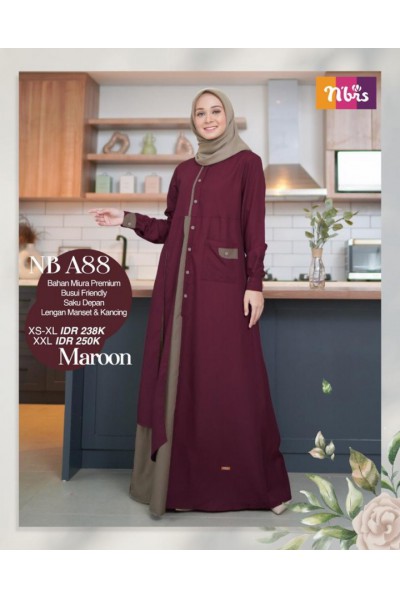 Nbrs
NB A88
Bahan Miura Premium
Busui Friendly
Saku Depan
Lengan Manset & Kancing
XS-XL IDR 238K
XXL IDR 250K
Maroon